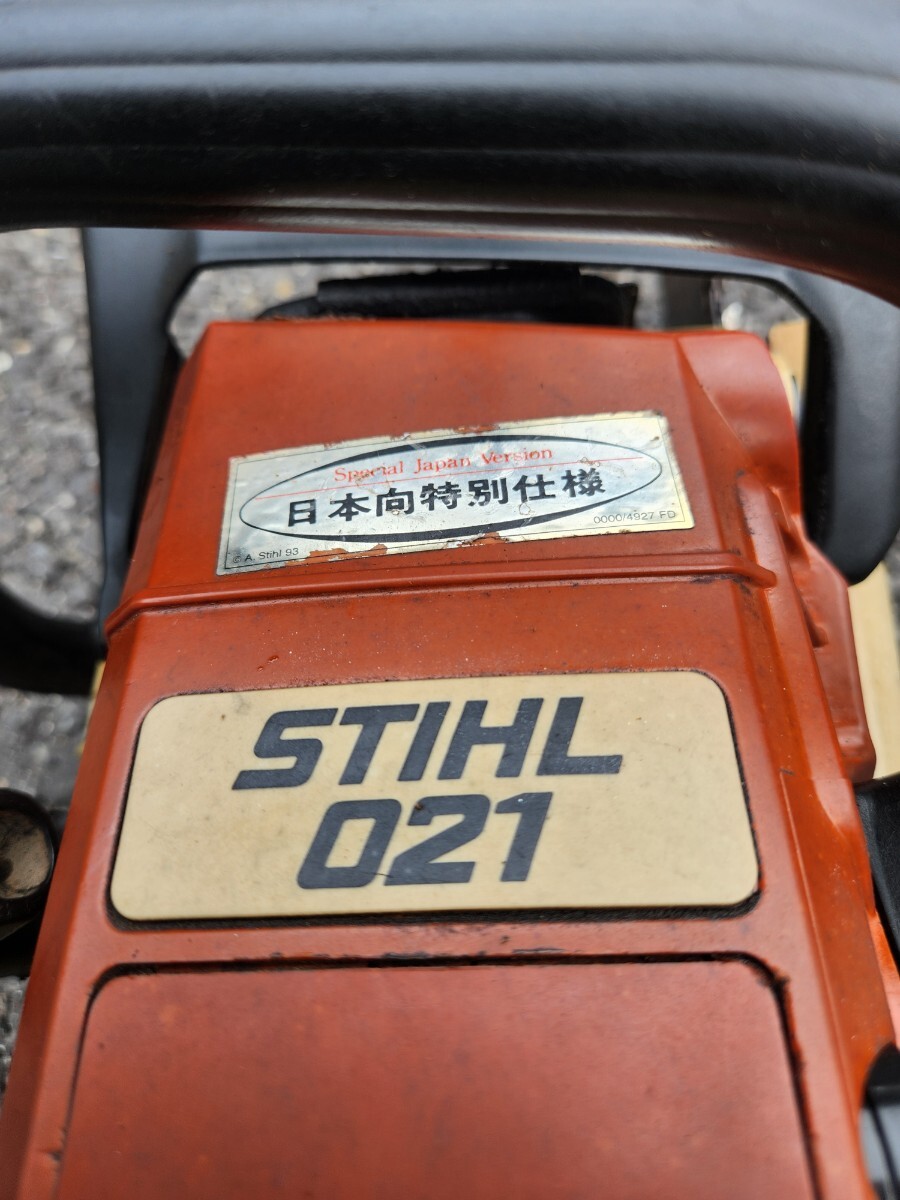 Special Japan Version
日本向特別仕様
0000/4927 FD
© A. Stihl 93
STIHL
021